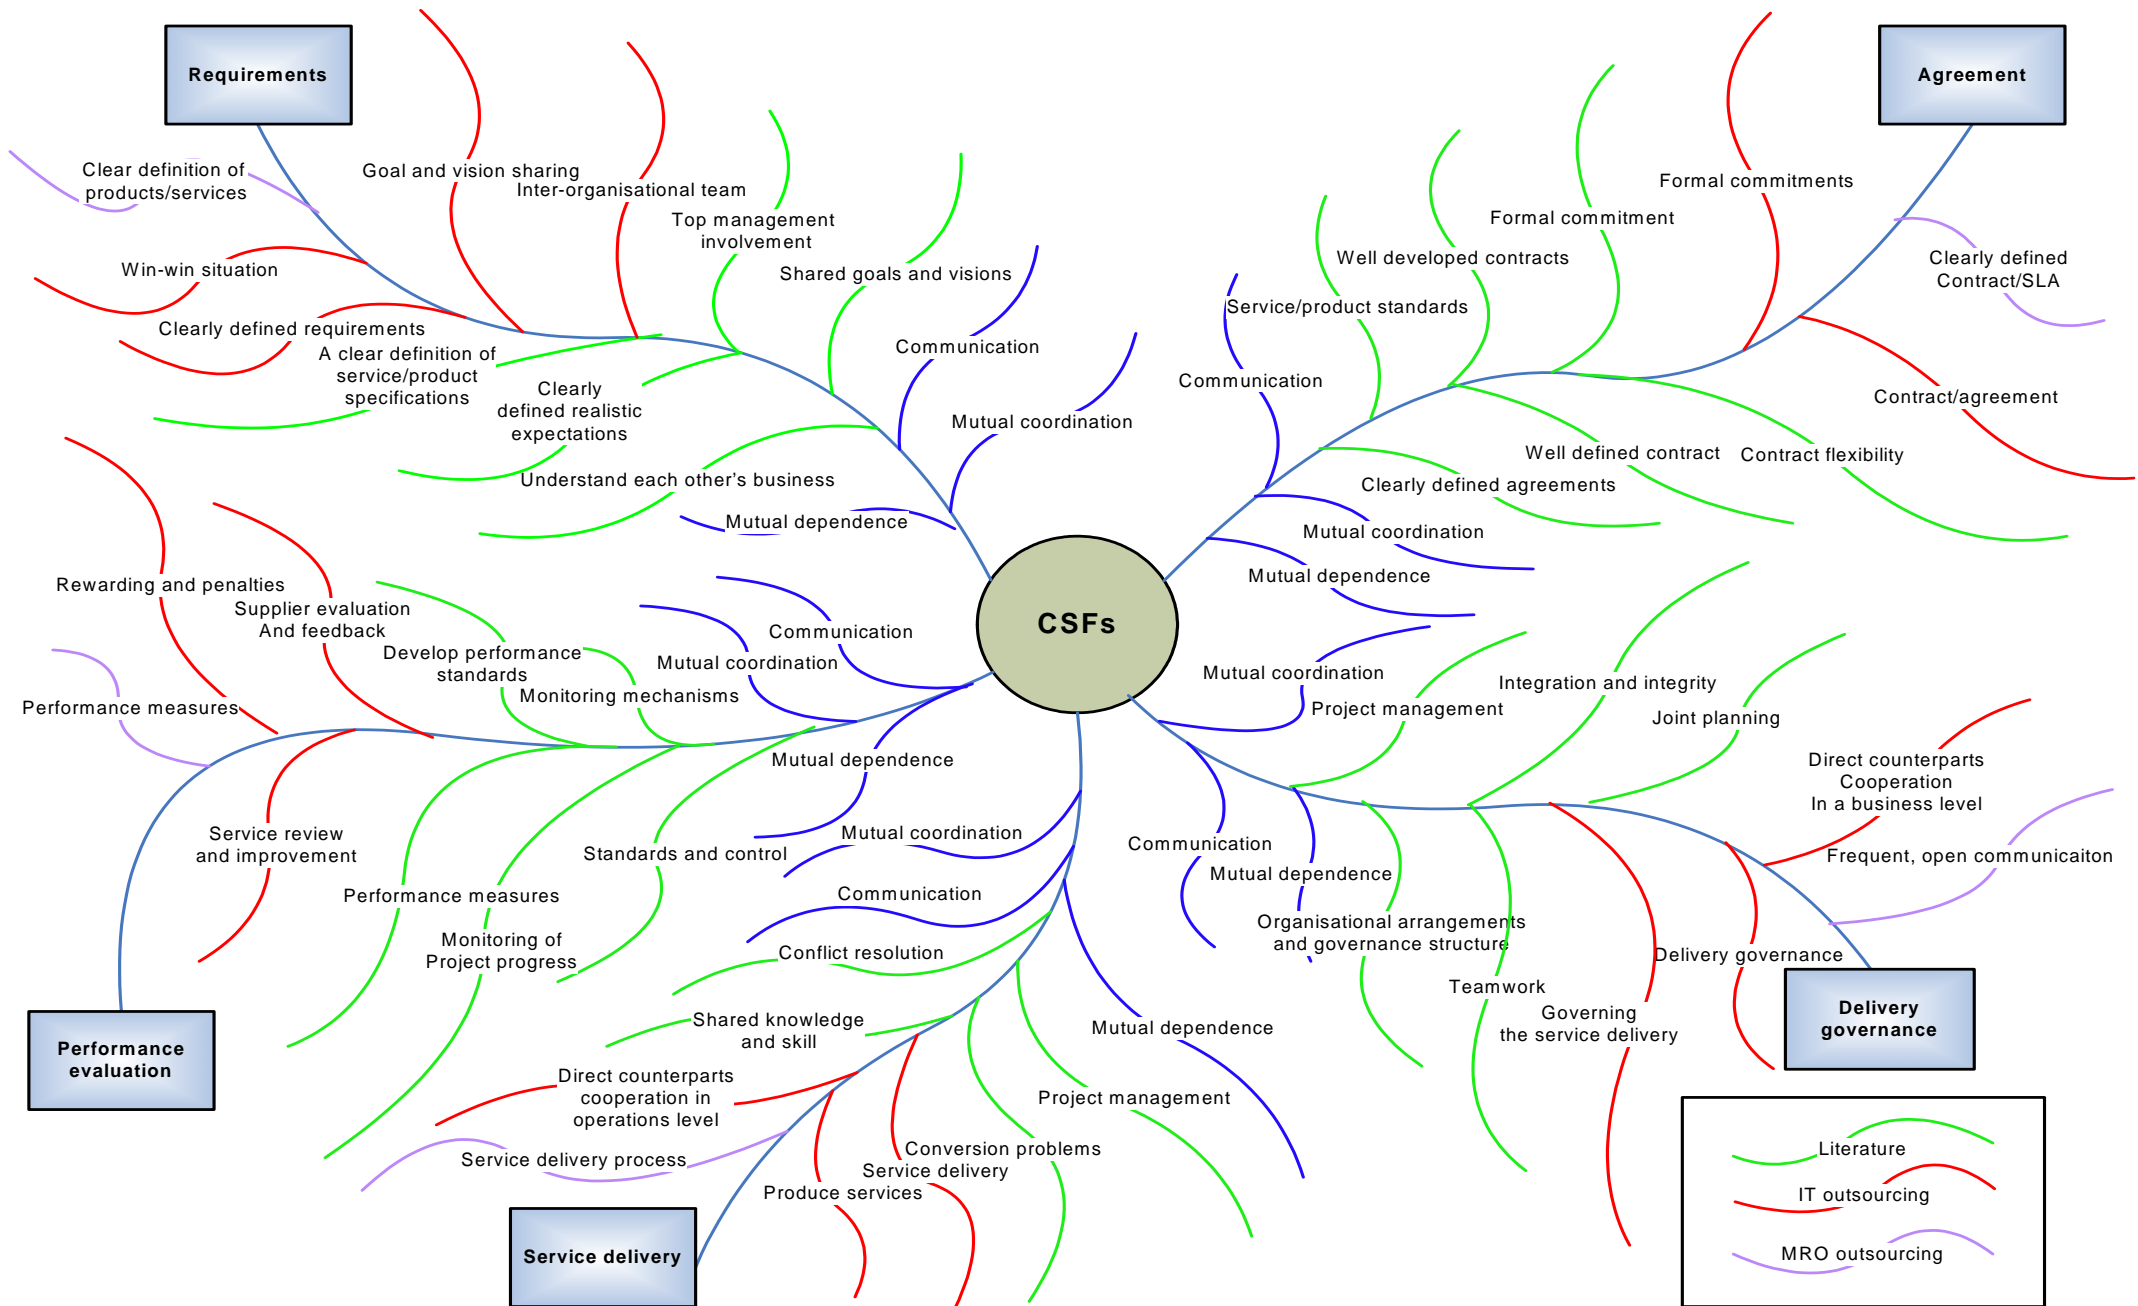 Requirements
Agreement
Clear definition of
products/services
Goal and vision sharing
Inter-organisational team
Top management
involvement
Shared goals and visions
Win-win situation
Clearly defined requirements
A clear definition of
service/product
specifications
Clearly
defined realistic
expectations
Understand each other's business
Communication
Mutual coordination
Mutual dependence
Formal commitments
Formal commitment
Well developed contracts
Service/product standards
Communication
Clearly defined
Contract/SLA
Contract/agreement
Contract flexibility
Well defined contract
Clearly defined agreements
Mutual coordination
Mutual dependence
CSFs
Rewarding and penalties
Supplier evaluation
And feedback
Develop performance
standards
Monitoring mechanisms
Communication
Mutual coordination
Performance measures
Mutual dependence
Service review
and improvement
Performance measures
Monitoring of
Project progress
Standards and control
Performance
evaluation
Mutual coordination
Project management
Integration and integrity
Joint planning
Direct counterparts
Cooperation
In a business level
Frequent, open communicaiton
Communication
Mutual dependence
Organisational arrangements
and governance structure
Teamwork
Governing
the service delivery
Delivery governance
Delivery
governance
Mutual coordination
Communication
Conflict resolution
Shared knowledge
and skill
Direct counterparts
cooperation in
operations level
Service delivery process
Mutual dependence
Project management
Conversion problems
Service delivery
Produce services
Service delivery
Literature
IT outsourcing
MRO outsourcing